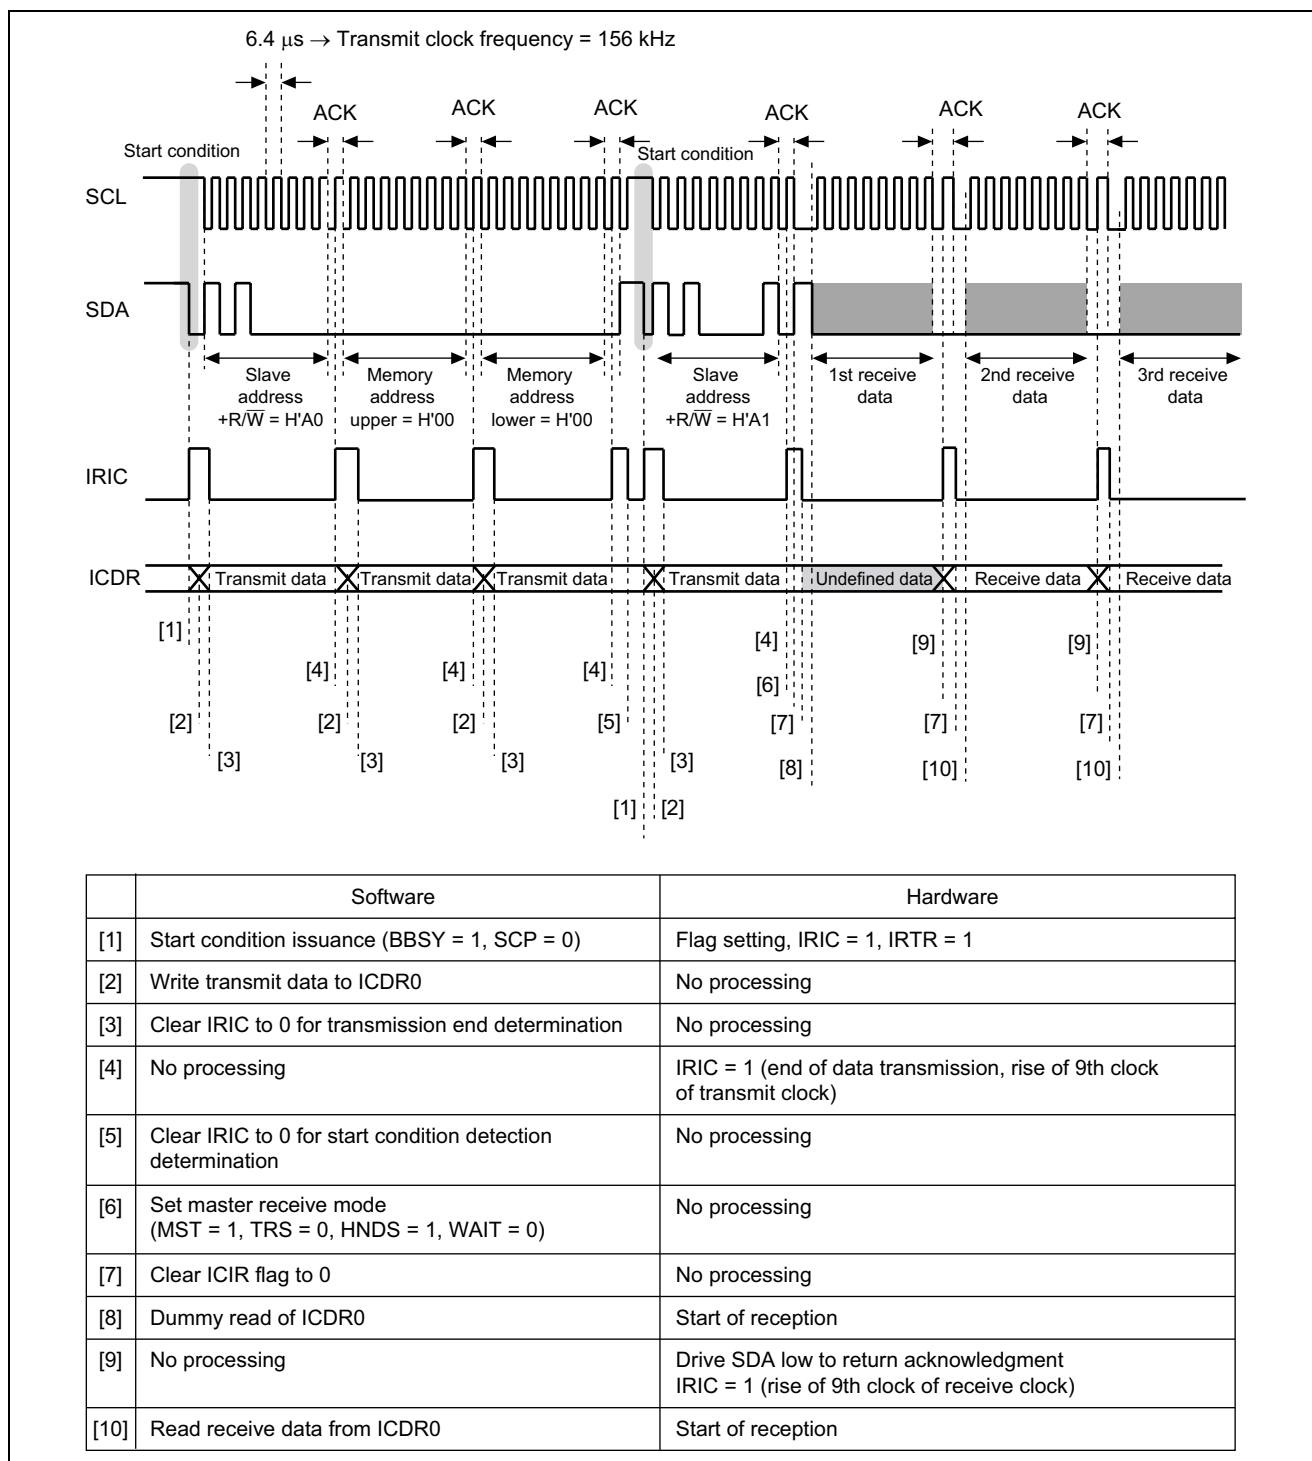 6.4 μs → Transmit clock frequency = 156 kHz
ACK ACK ACK ACK ACK ACK
Start condition Start condition
SCL
SDA
Slave address +R/W̅ = H'A0
Memory address upper = H'00
Memory address lower = H'00
Slave address +R/W̅ = H'A1
1st receive data
2nd receive data
3rd receive data
IRIC
ICDR Transmit data Transmit data Transmit data Transmit data Undefined data Receive data Receive data
[1] [4] [9] [9]
[4] [4] [4] [6]
[2] [2] [2] [5] [7] [7] [7]
[3] [3] [3] [3] [8] [10] [10]
[1] [2]
Software Hardware
[1] Start condition issuance (BBSY = 1, SCP = 0) Flag setting, IRIC = 1, IRTR = 1
[2] Write transmit data to ICDR0 No processing
[3] Clear IRIC to 0 for transmission end determination No processing
[4] No processing IRIC = 1 (end of data transmission, rise of 9th clock
of transmit clock)
[5] Clear IRIC to 0 for start condition detection No processing
determination
[6] Set master receive mode No processing
(MST = 1, TRS = 0, HNDS = 1, WAIT = 0)
[7] Clear ICIR flag to 0 No processing
[8] Dummy read of ICDR0 Start of reception
[9] No processing Drive SDA low to return acknowledgment
IRIC = 1 (rise of 9th clock of receive clock)
[10] Read receive data from ICDR0 Start of reception